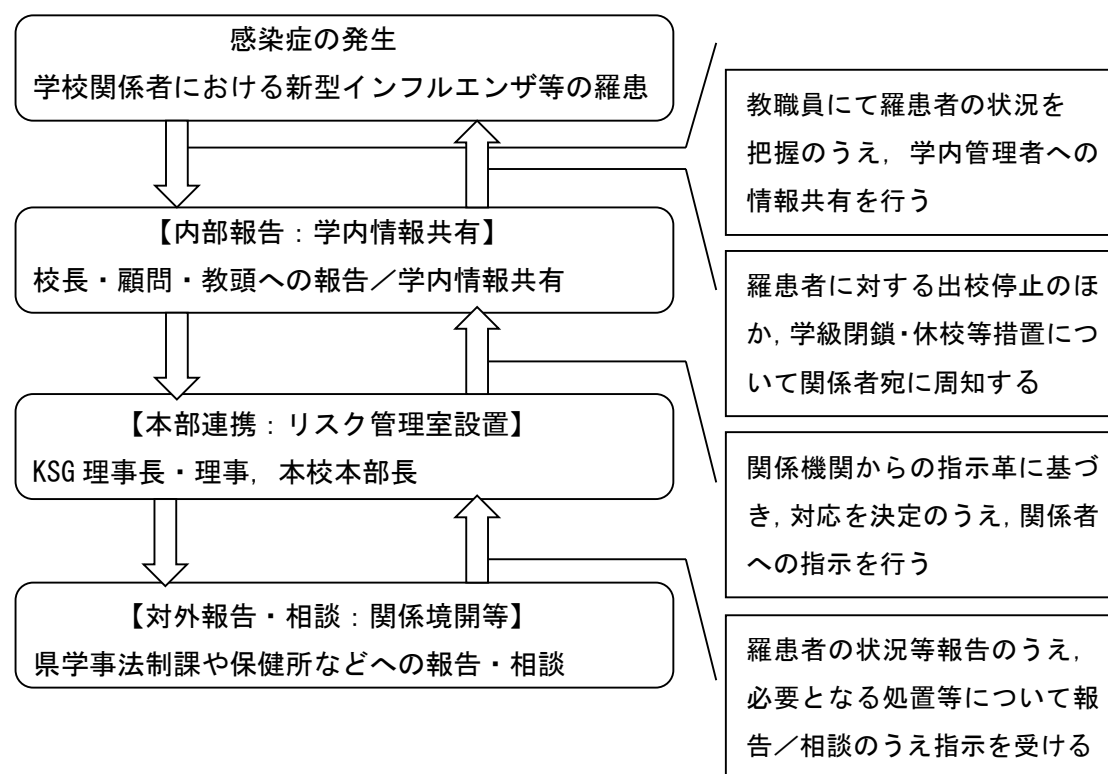 感染症の発生
学校関係者における新型インフルエンザ等の羅患
【内部報告：学内情報共有】
校長・顧問・教頭への報告／学内情報共有
【本部連携：リスク管理室設置】
KSG 理事長・理事，本校本部長
【対外報告・相談：関係境開等】
県学事法制課や保健所などへの報告・相談
教職員にて羅患者の状況を
把握のうえ，学内管理者への
情報共有を行う
羅患者に対する出校停止のほ
か，学級閉鎖・休校等措置につ
いて関係者宛に周知する
関係機関からの指示革に基づ
き，対応を決定のうえ，関係者
への指示を行う
羅患者の状況等報告のうえ，
必要となる処置等について報
告／相談のうえ指示を受ける